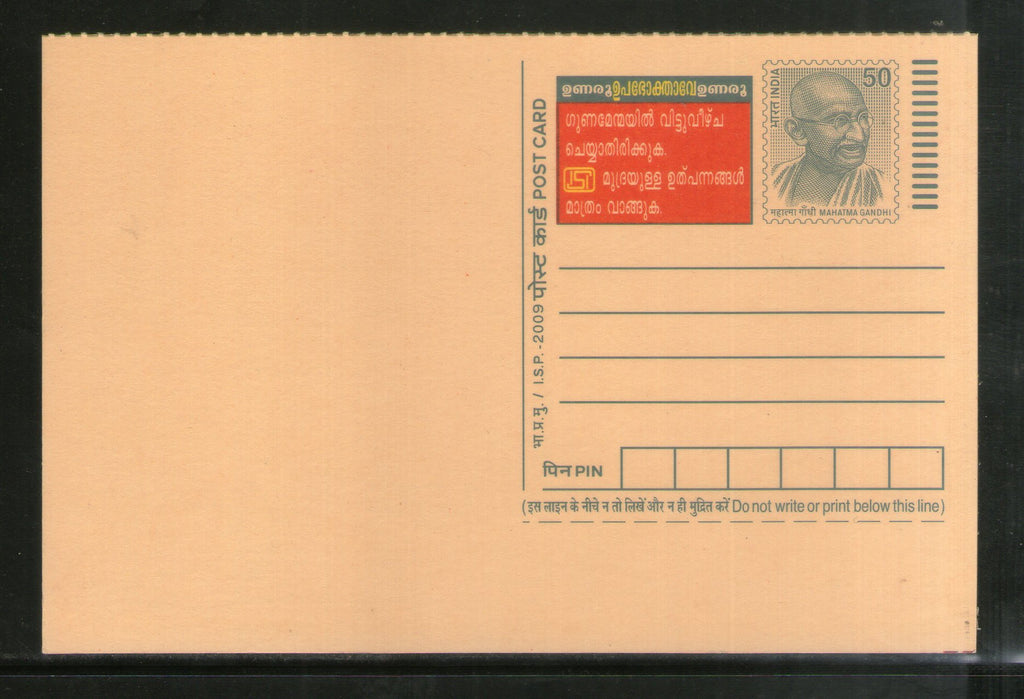 ഉണരൂ ഉപഭോക്താവേ ഉണരൂ
ഗുണമേന്മയിൽ വിട്ടുവീഴ്ച
ചെയ്യാതിരിക്കുക.
ISI മുദ്രയുള്ള ഉത്പന്നങ്ങൾ
മാത്രം വാങ്ങുക.
भारत INDIA
50
महात्मा गाँधी MAHATMA GANDHI
भा.प्र.मु. / I.S.P. - 2009 पोस्ट कार्ड POST CARD
पिन PIN
(इस लाइन के नीचे न तो लिखें और न ही मुद्रित करें Do not write or print below this line)